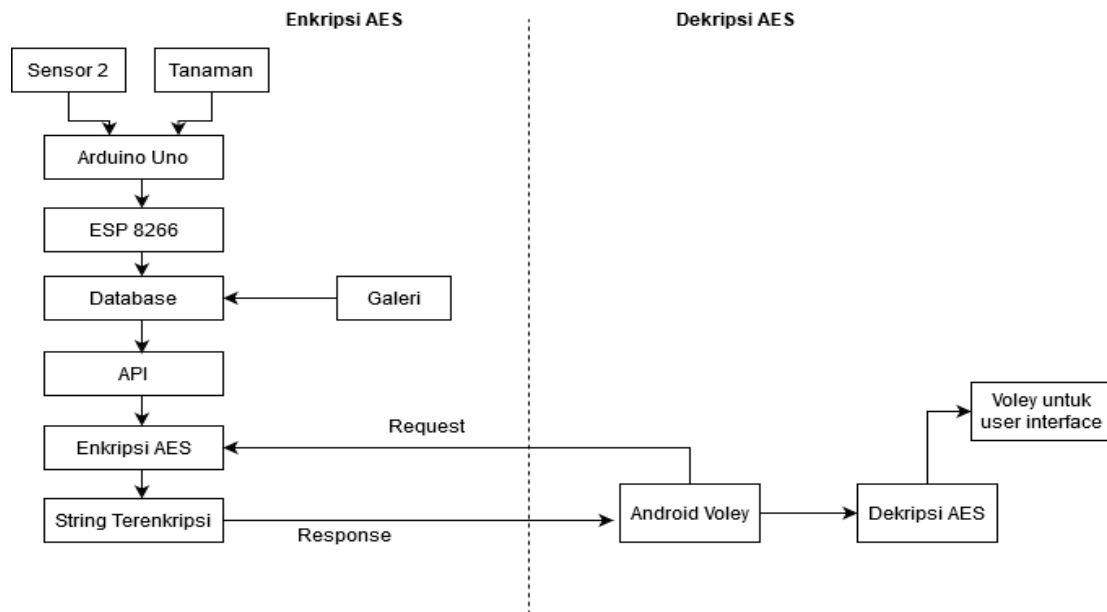 Enkripsi AES
Dekripsi AES
Sensor 2
Tanaman
Arduino Uno
ESP 8266
Database
Galeri
API
Enkripsi AES
Request
String Terenkripsi
Response
Android Voley
Dekripsi AES
Voley untuk
user interface